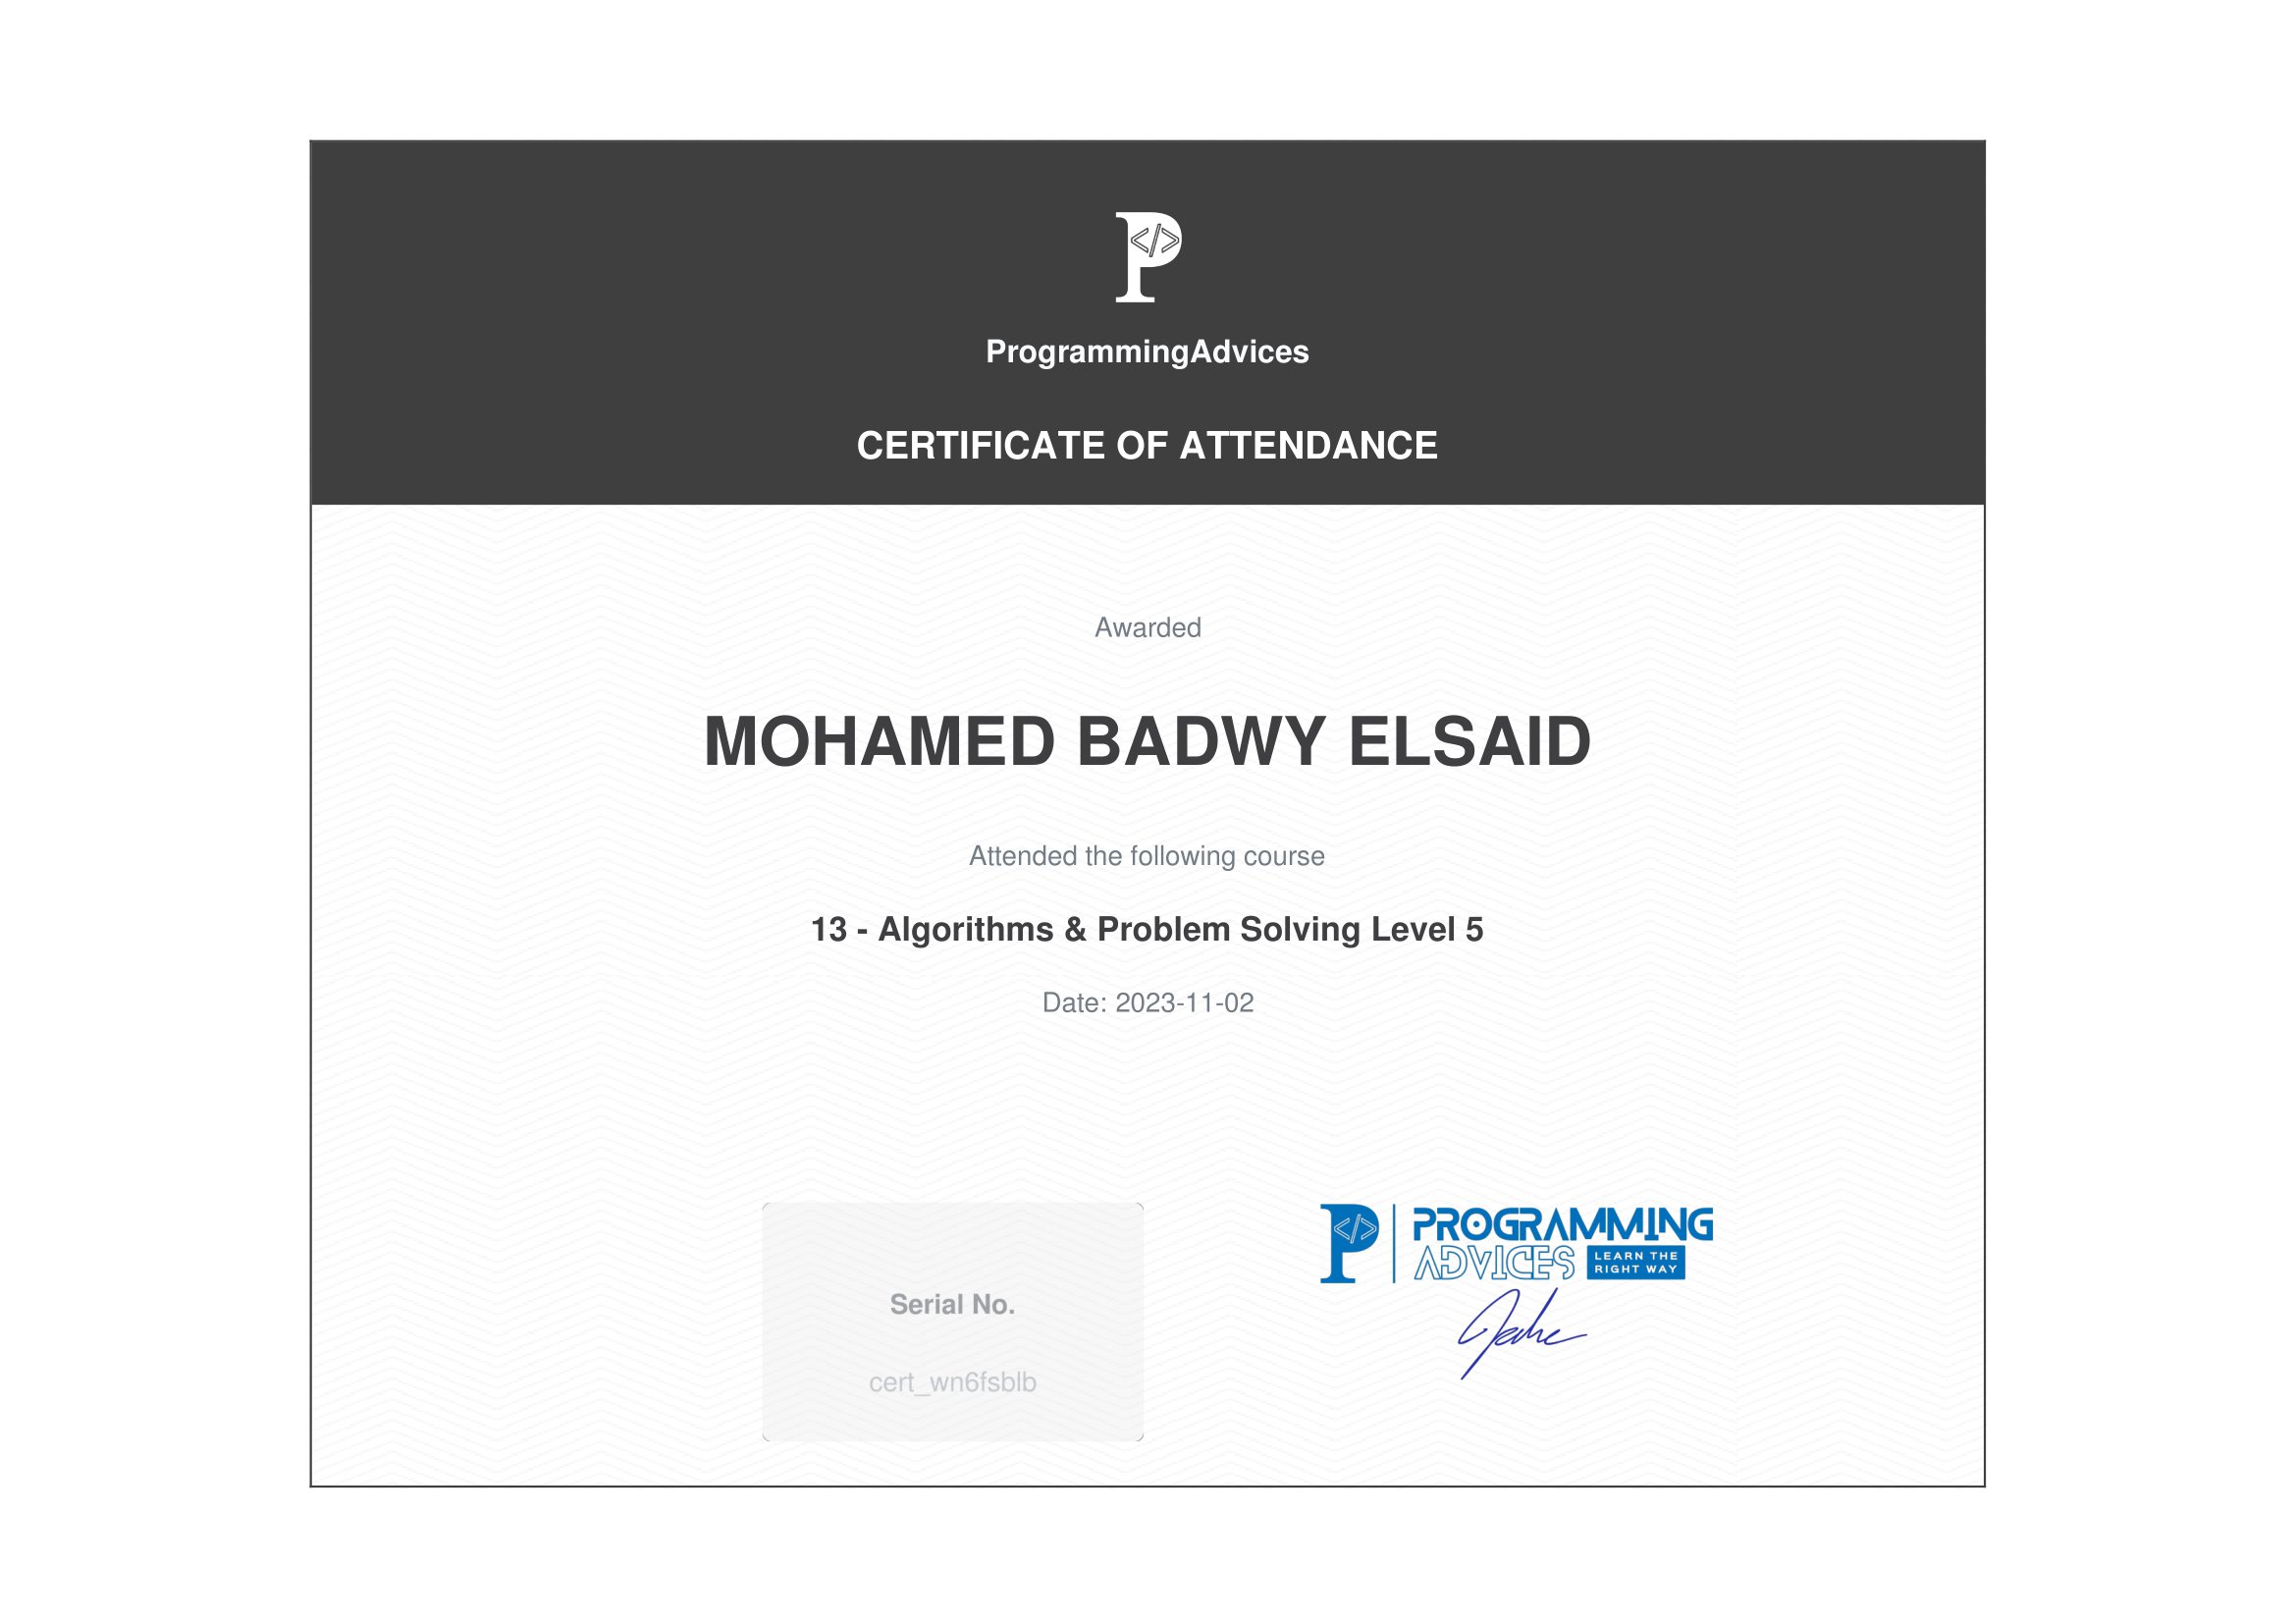 P
ProgrammingAdvices
CERTIFICATE OF ATTENDANCE
Awarded
MOHAMED BADWY ELSAID
Attended the following course
13 - Algorithms & Problem Solving Level 5
Date: 2023-11-02
P </> PROGRAMMING
ADVICES LEARN THE
RIGHT WAY
Serial No.
cert_wn6fsblb